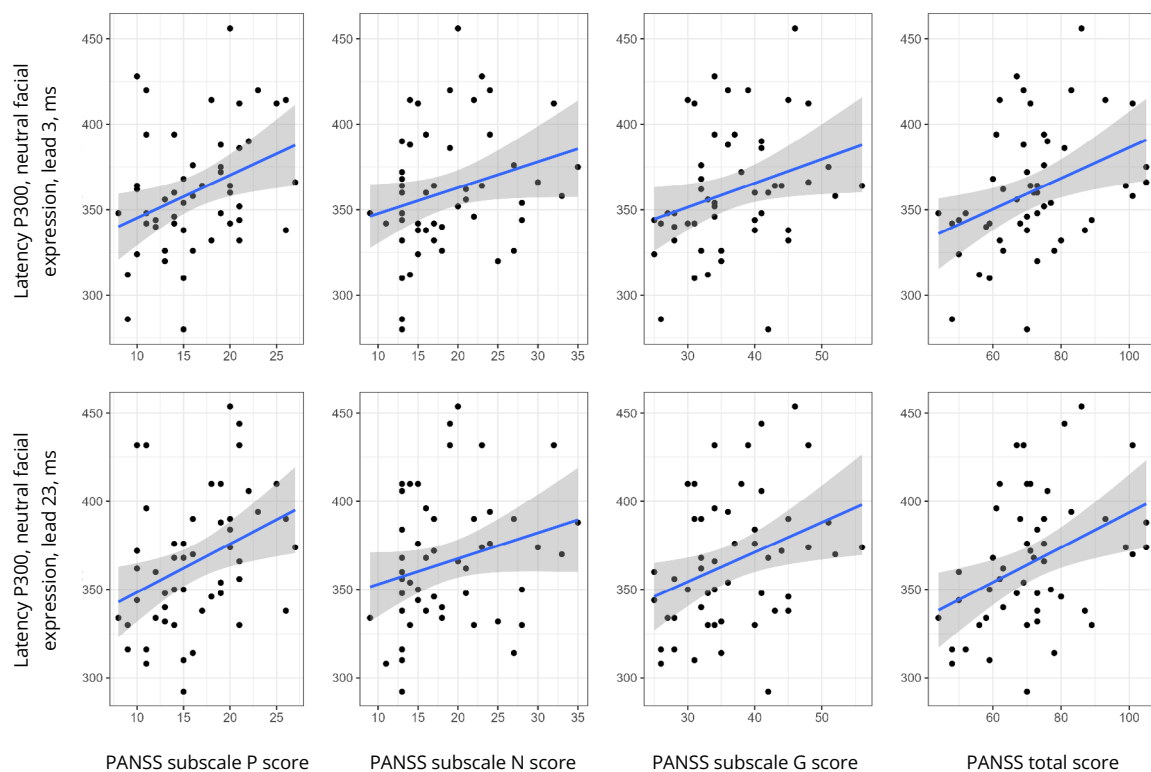 Latency P300, neutral facial
expression, lead 3, ms
450
400
350
300
10 15 20 25
450
400
350
300
10 15 20 25 30 35
450
400
350
300
30 40 50
450
400
350
300
60 80 100
Latency P300, neutral facial
expression, lead 23, ms
450
400
350
300
10 15 20 25
450
400
350
300
10 15 20 25 30 35
450
400
350
300
30 40 50
450
400
350
300
60 80 100
PANSS subscale P score
PANSS subscale N score
PANSS subscale G score
PANSS total score